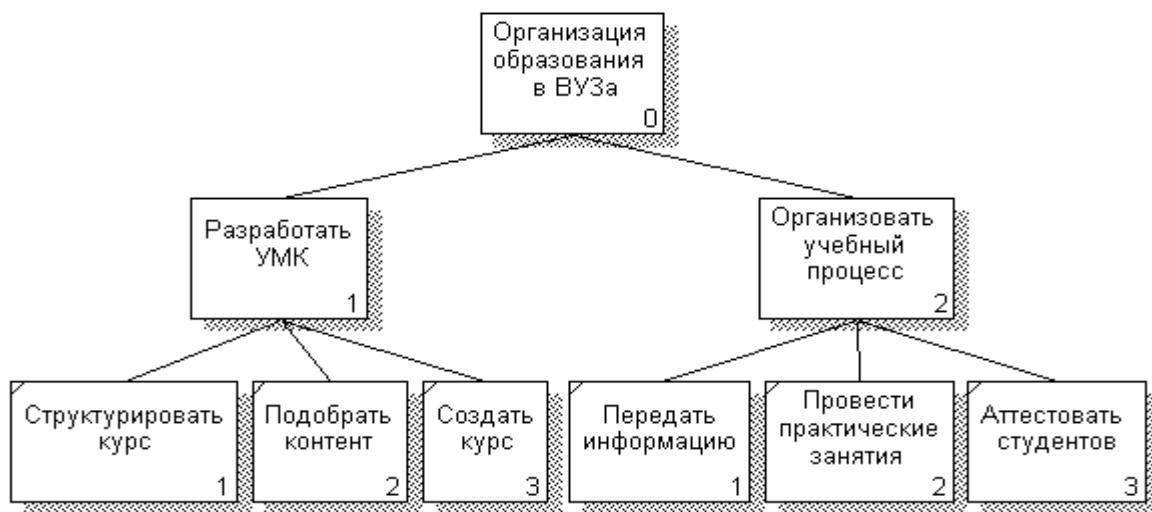 Организация
образования
в ВУЗа
0
Разработать
УМК
1
Организовать
учебный
процесс
2
Структурировать
курс
1
Подобрать
контент
2
Создать
курс
3
Передать
информацию
1
Провести
практические
занятия
2
Аттестовать
студентов
3